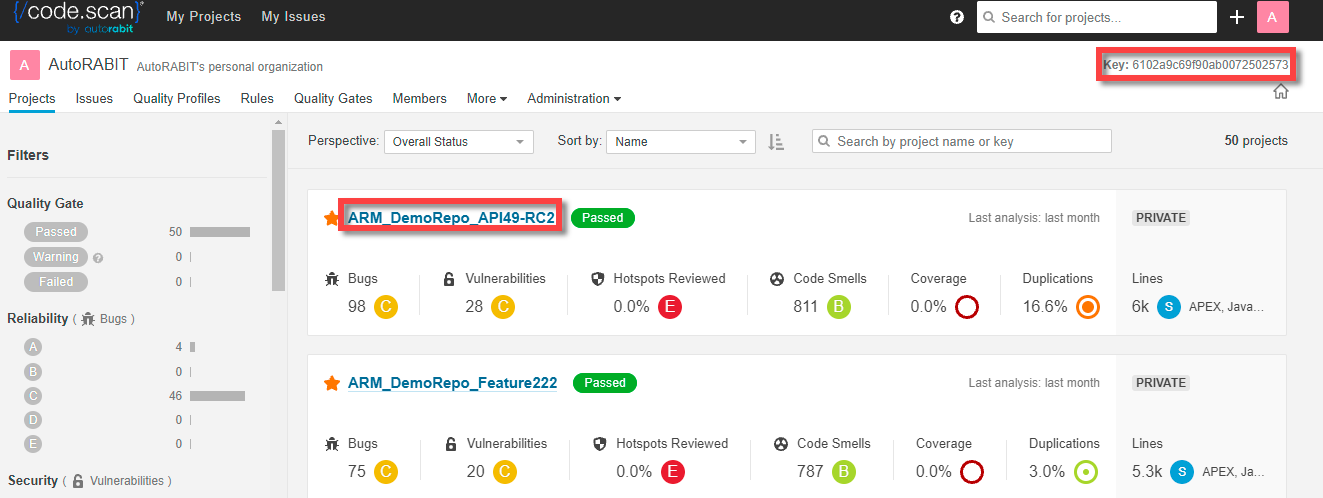 {/code.scan} My Projects My Issues ? Search for projects... + A
by autorabit
A AutoRABIT AutoRABIT's personal organization Key: 6102a9c69f90ab0072502573
Projects Issues Quality Profiles Rules Quality Gates Members More Administration
Perspective: Overall Status Sort by: Name Search by project name or key 50 projects
Filters
Quality Gate
Passed 50
Warning ? 0
Failed 0
Reliability ( Bugs )
A 4
B 0
C 46
D 0
E 0
Security ( Vulnerabilities )
ARM_DemoRepo_API49-RC2 Passed Last analysis: last month PRIVATE
Bugs Vulnerabilities Hotspots Reviewed Code Smells Coverage Duplications Lines
98 C 28 C 0.0% E 811 B 0.0% 16.6% 6k S APEX, Java...
ARM_DemoRepo_Feature222 Passed Last analysis: last month PRIVATE
Bugs Vulnerabilities Hotspots Reviewed Code Smells Coverage Duplications Lines
75 C 20 C 0.0% E 787 B 0.0% 3.0% 5.3k S APEX, Ja...